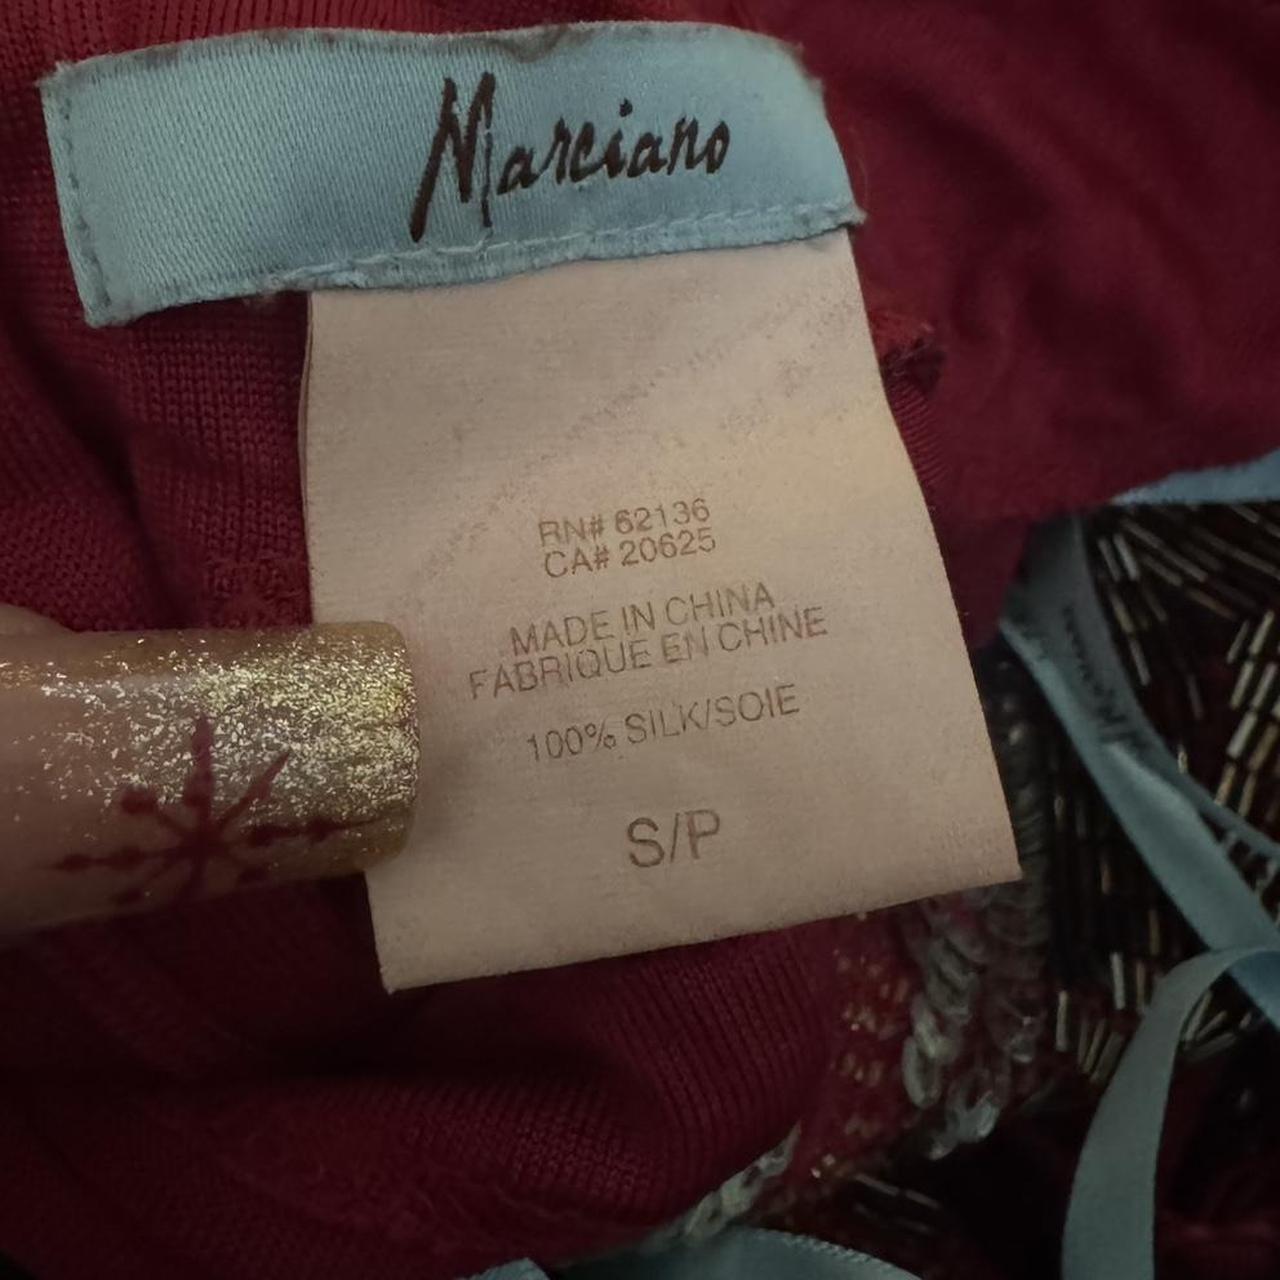 Marciano
RN# 62136
CA# 20625
MADE IN CHINA
FABRIQUE EN CHINE
100% SILK/SOIE
S/P